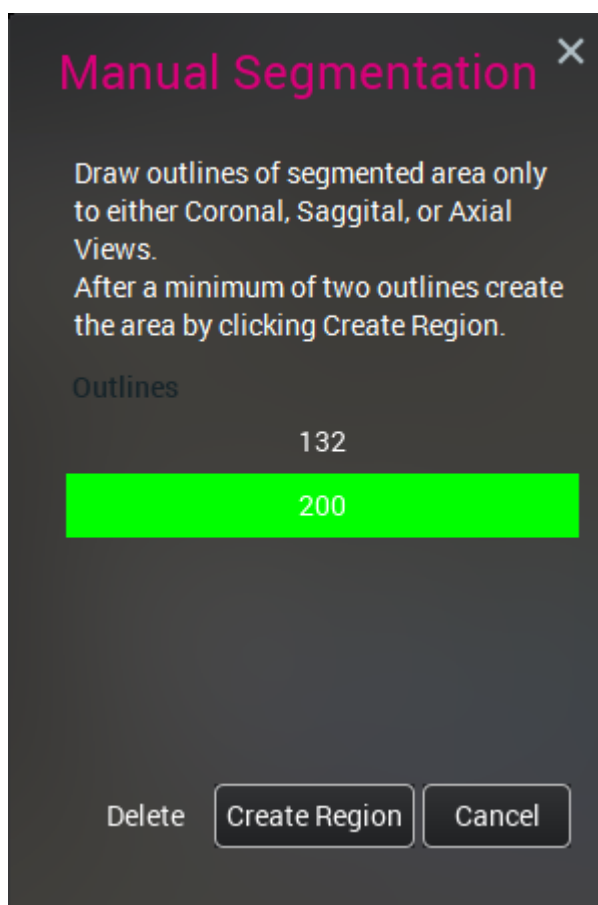 Manual Segmentation
Draw outlines of segmented area only
to either Coronal, Saggital, or Axial
Views.
After a minimum of two outlines create
the area by clicking Create Region.
Outlines
132
200
Delete Create Region Cancel